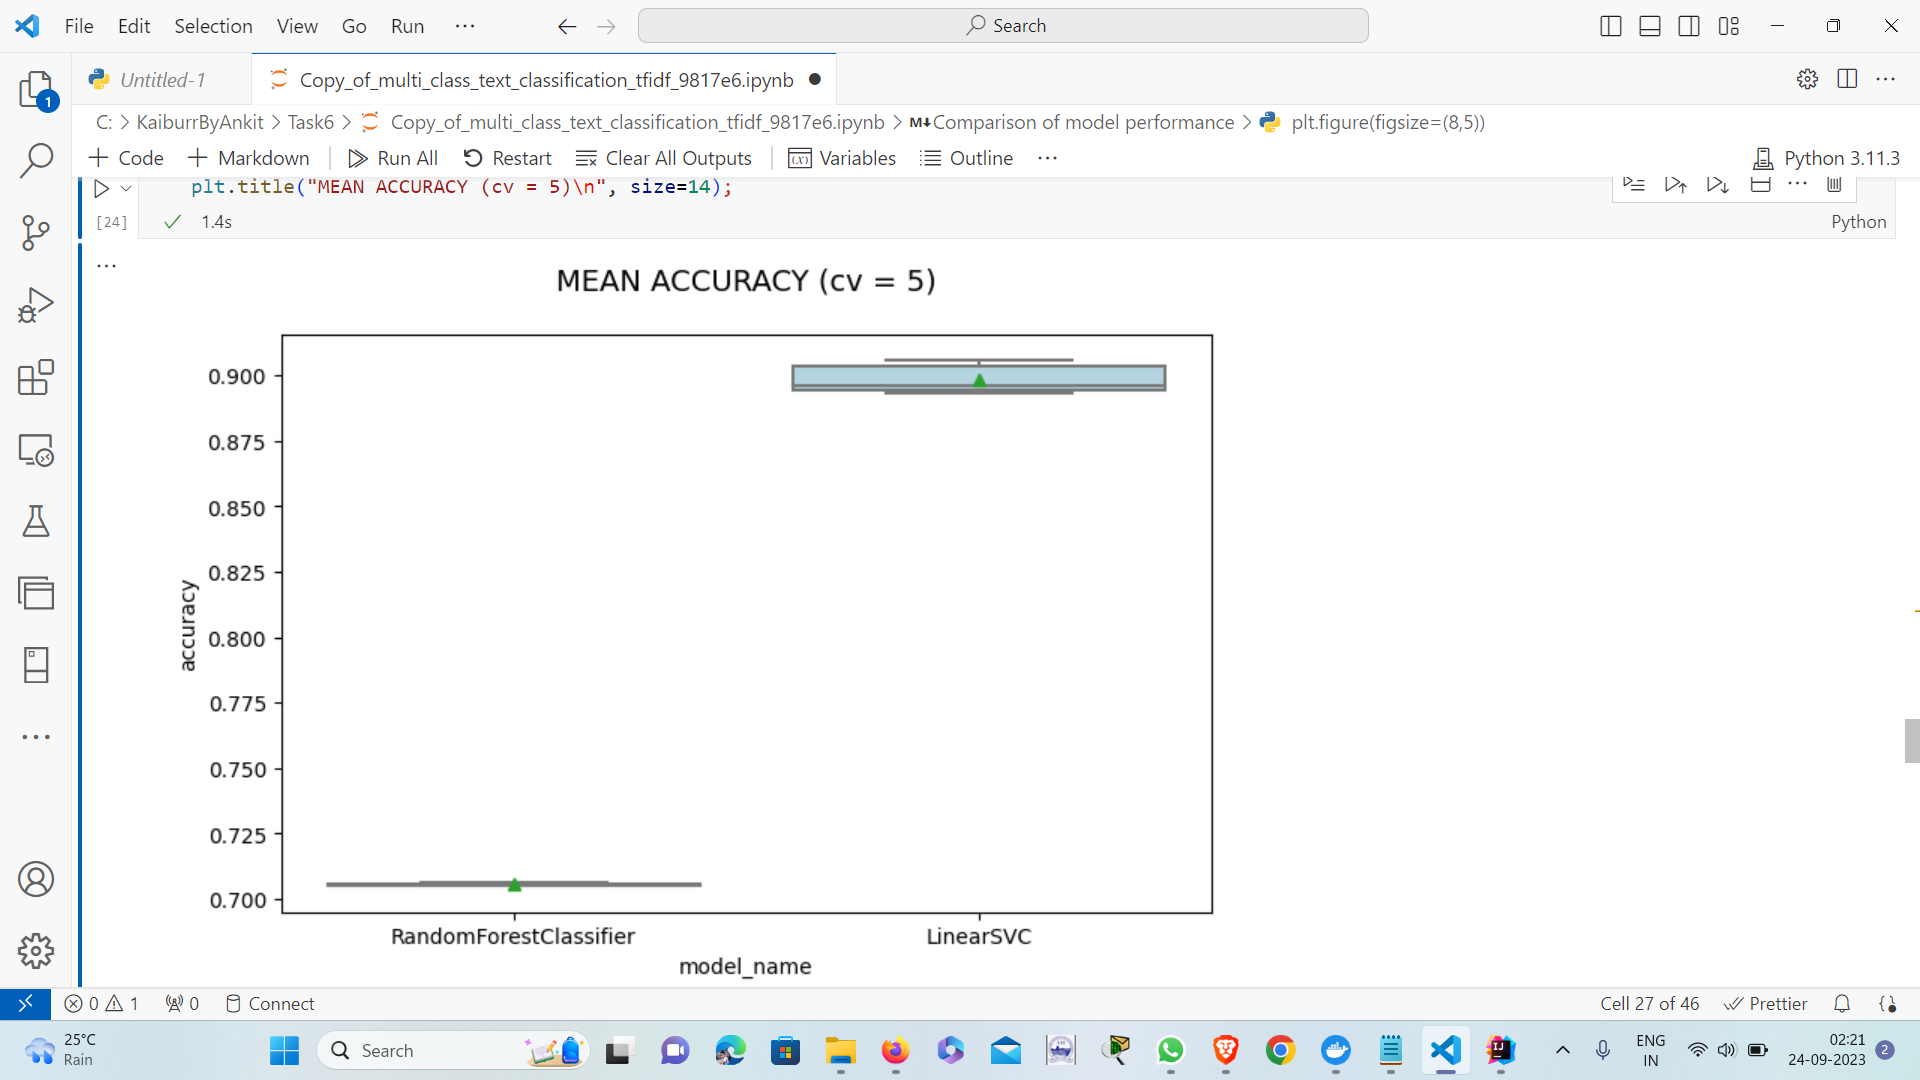 File Edit Selection View Go Run ··· Search
Untitled-1 Copy_of_multi_class_text_classification_tfidf_9817e6.ipynb
1
C: > KaiburrByAnkit > Task6 > Copy_of_multi_class_text_classification_tfidf_9817e6.ipynb > M↓Comparison of model performance > plt.figure(figsize=(8,5))
+ Code + Markdown Run All Restart Clear All Outputs Variables Outline ··· Python 3.11.3
plt.title("MEAN ACCURACY (cv = 5)\n", size=14);
[24] 1.4s Python
MEAN ACCURACY (cv = 5)
0.900
0.875
0.850
0.825
0.800
0.775
0.750
0.725
0.700
accuracy
RandomForestClassifier LinearSVC
model_name
0 1 0 Connect Cell 27 of 46 Prettier
25°C
Rain
Search
ENG
IN
02:21
24-09-2023
2